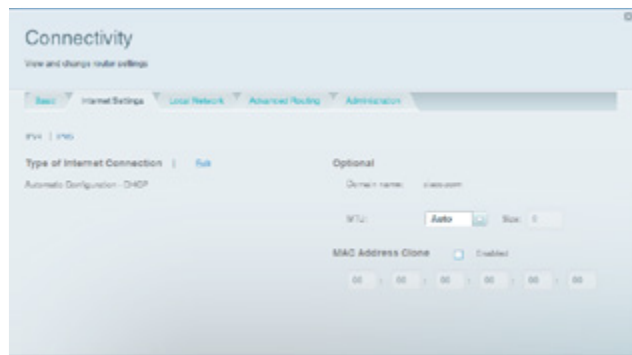 Connectivity
View and change router settings
Basic Internet Settings Local Network Advanced Routing Administration
IPv4 | IPv6
Type of Internet Connection | Edit
Automatic Configuration - DHCP
Optional
Domain name:
MTU: Auto Size: 0
MAC Address Clone Enabled
00 : 00 : 00 : 00 : 00 : 00